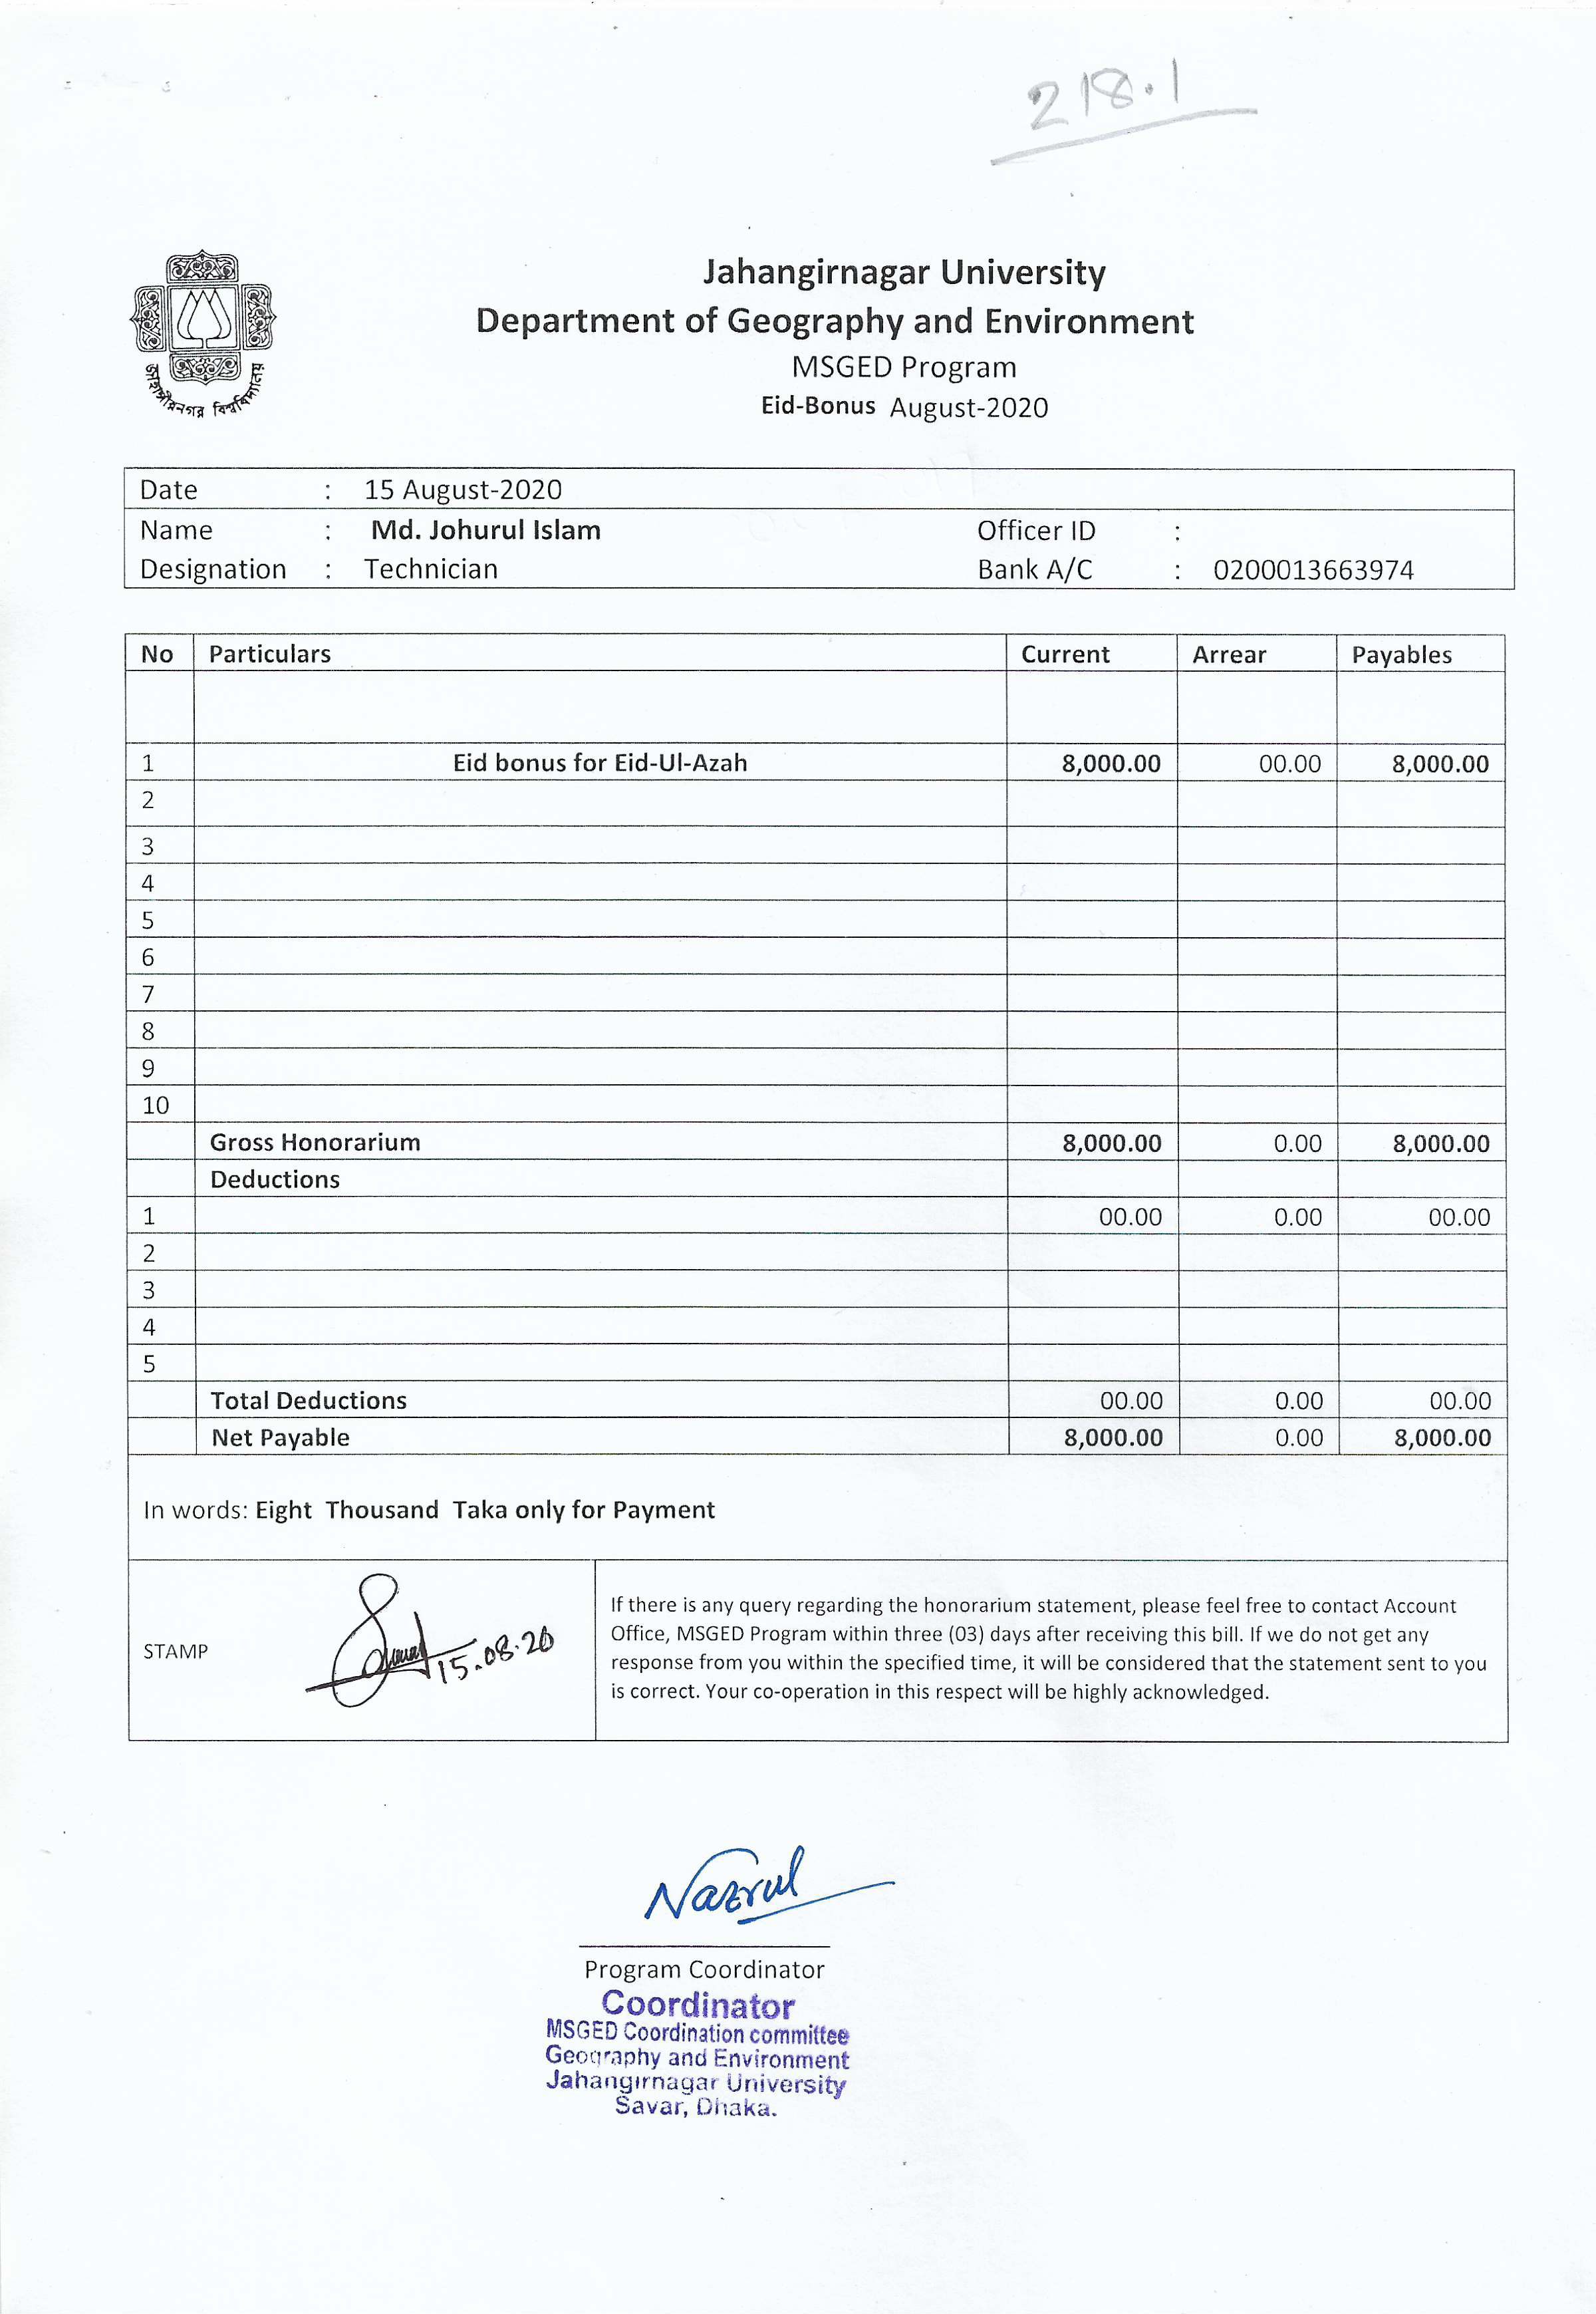 218.1
জাহাঙ্গীরনগর বিশ্ববিদ্যালয়
Jahangirnagar University
Department of Geography and Environment
MSGED Program
Eid-Bonus August-2020
Date : 15 August-2020
Name : Md. Johurul Islam Officer ID :
Designation : Technician Bank A/C : 0200013663974
No Particulars Current Arrear Payables
1 Eid bonus for Eid-Ul-Azah 8,000.00 00.00 8,000.00
2
3
4
5
6
7
8
9
10
Gross Honorarium 8,000.00 0.00 8,000.00
Deductions
1 00.00 0.00 00.00
2
3
4
5
Total Deductions 00.00 0.00 00.00
Net Payable 8,000.00 0.00 8,000.00
In words: Eight Thousand Taka only for Payment
STAMP 15.08.20
If there is any query regarding the honorarium statement, please feel free to contact Account
Office, MSGED Program within three (03) days after receiving this bill. If we do not get any
response from you within the specified time, it will be considered that the statement sent to you
is correct. Your co-operation in this respect will be highly acknowledged.
Nazrul
Program Coordinator
Coordinator
MSGED Coordination committee
Geography and Environment
Jahangirnagar University
Savar, Dhaka.